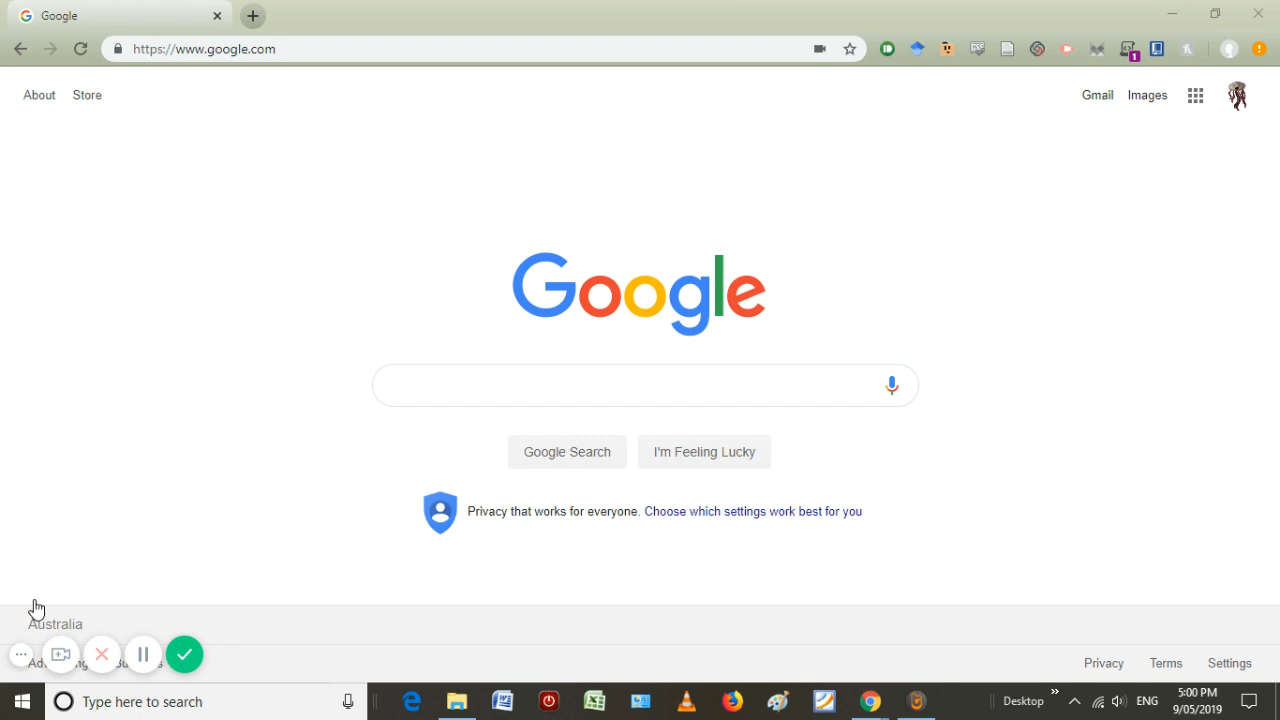 Google
https://www.google.com
1
About Store
Gmail Images
Google
Google Search I'm Feeling Lucky
Privacy that works for everyone. Choose which settings work best for you
Australia
Privacy Terms Settings
Type here to search
Desktop
ENG
5:00 PM
9/05/2019